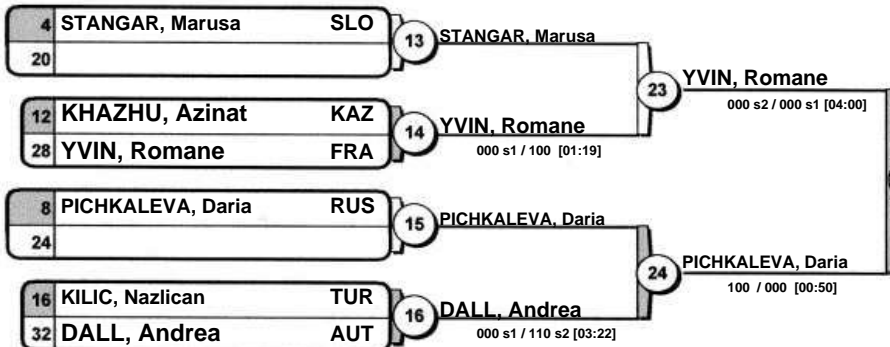 4 STANGAR, Marusa SLO
20
13 STANGAR, Marusa
12 KHAZHU, Azinat KAZ
28 YVIN, Romane FRA
14 YVIN, Romane
000 s1 / 100 [01:19]
23 YVIN, Romane
000 s2 / 000 s1 [04:00]
8 PICHKALEVA, Daria RUS
24
15 PICHKALEVA, Daria
16 KILIC, Nazlican TUR
32 DALL, Andrea AUT
16 DALL, Andrea
000 s1 / 110 s2 [03:22]
24 PICHKALEVA, Daria
100 / 000 [00:50]